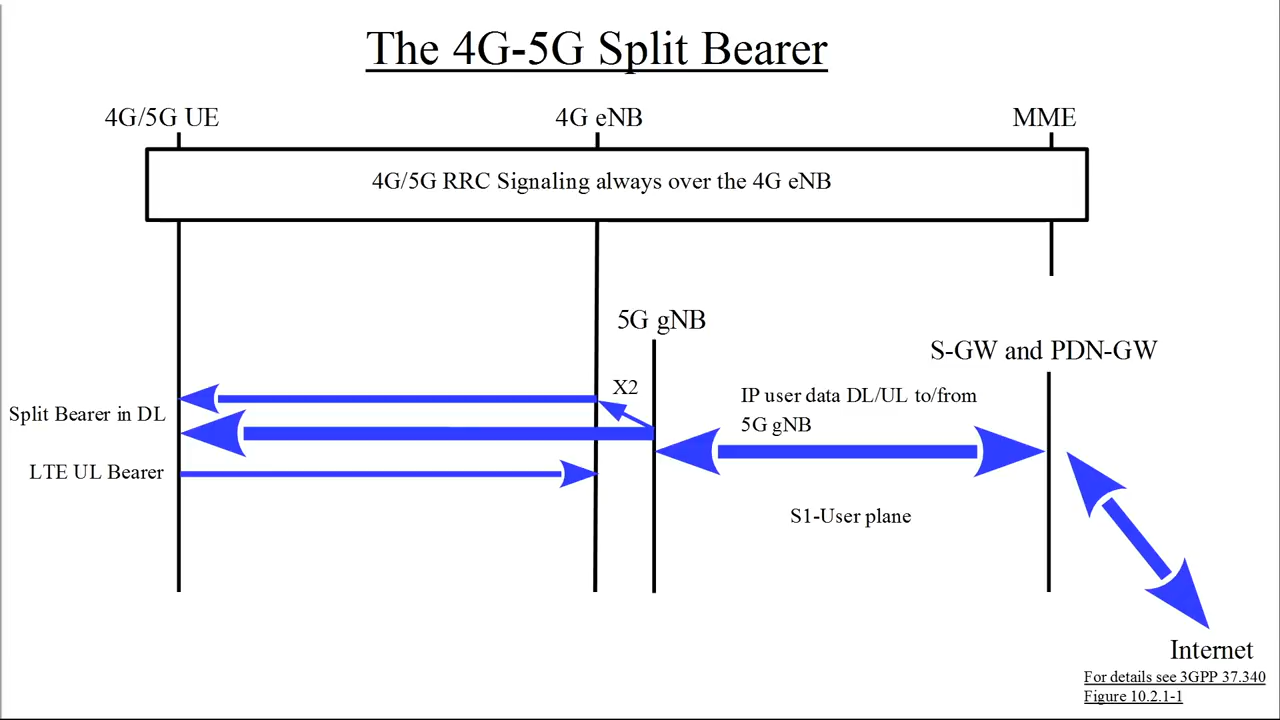 The 4G-5G Split Bearer
4G/5G UE
4G eNB
MME
4G/5G RRC Signaling always over the 4G eNB
5G gNB
S-GW and PDN-GW
X2
IP user data DL/UL to/from
5G gNB
Split Bearer in DL
LTE UL Bearer
S1-User plane
Internet
For details see 3GPP 37.340
Figure 10.2.1-1